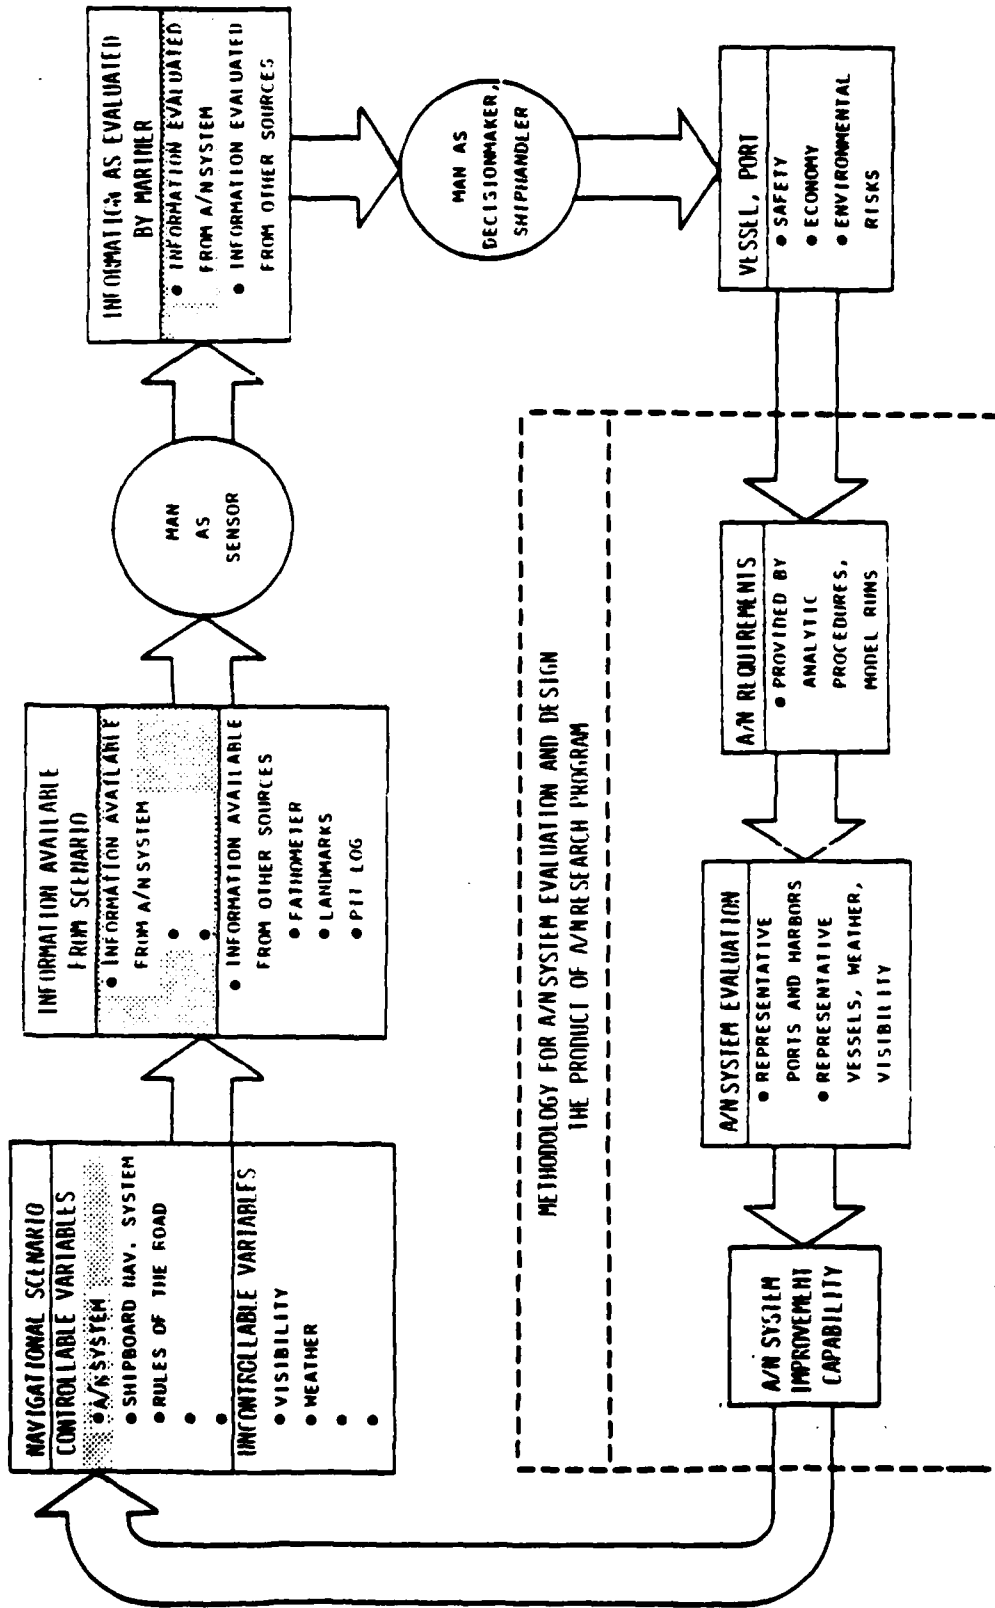 NAVIGATIONAL SCENARIO
CONTROLLABLE VARIABLES
• A/N SYSTEM
• SHIPBOARD NAV. SYSTEM
• RULES OF THE ROAD
•
•
UNCONTROLLABLE VARIABLES
• VISIBILITY
• WEATHER
•
•
INFORMATION AVAILABLE
FROM SCENARIO
• INFORMATION AVAILABLE
FROM A/N SYSTEM
•
•
• INFORMATION AVAILABLE
FROM OTHER SOURCES
• FATHOMETER
• LANDMARKS
• PIT LOG
MAN
AS
SENSOR
INFORMATION AS EVALUATED
BY MARINER
• INFORMATION EVALUATED
FROM A/N SYSTEM
• INFORMATION EVALUATED
FROM OTHER SOURCES
MAN AS
DECISIONMAKER,
SHIPHANDLER
VESSEL, PORT
• SAFETY
• ECONOMY
• ENVIRONMENTAL
RISKS
METHODOLOGY FOR A/N SYSTEM EVALUATION AND DESIGN
THE PRODUCT OF A/N RESEARCH PROGRAM
A/N REQUIREMENTS
• PROVIDED BY
ANALYTIC
PROCEDURES,
MODEL RUNS
A/N SYSTEM EVALUATION
• REPRESENTATIVE
PORTS AND HARBORS
• REPRESENTATIVE
VESSELS, WEATHER,
VISIBILITY
A/N SYSTEM
IMPROVEMENT
CAPABILITY